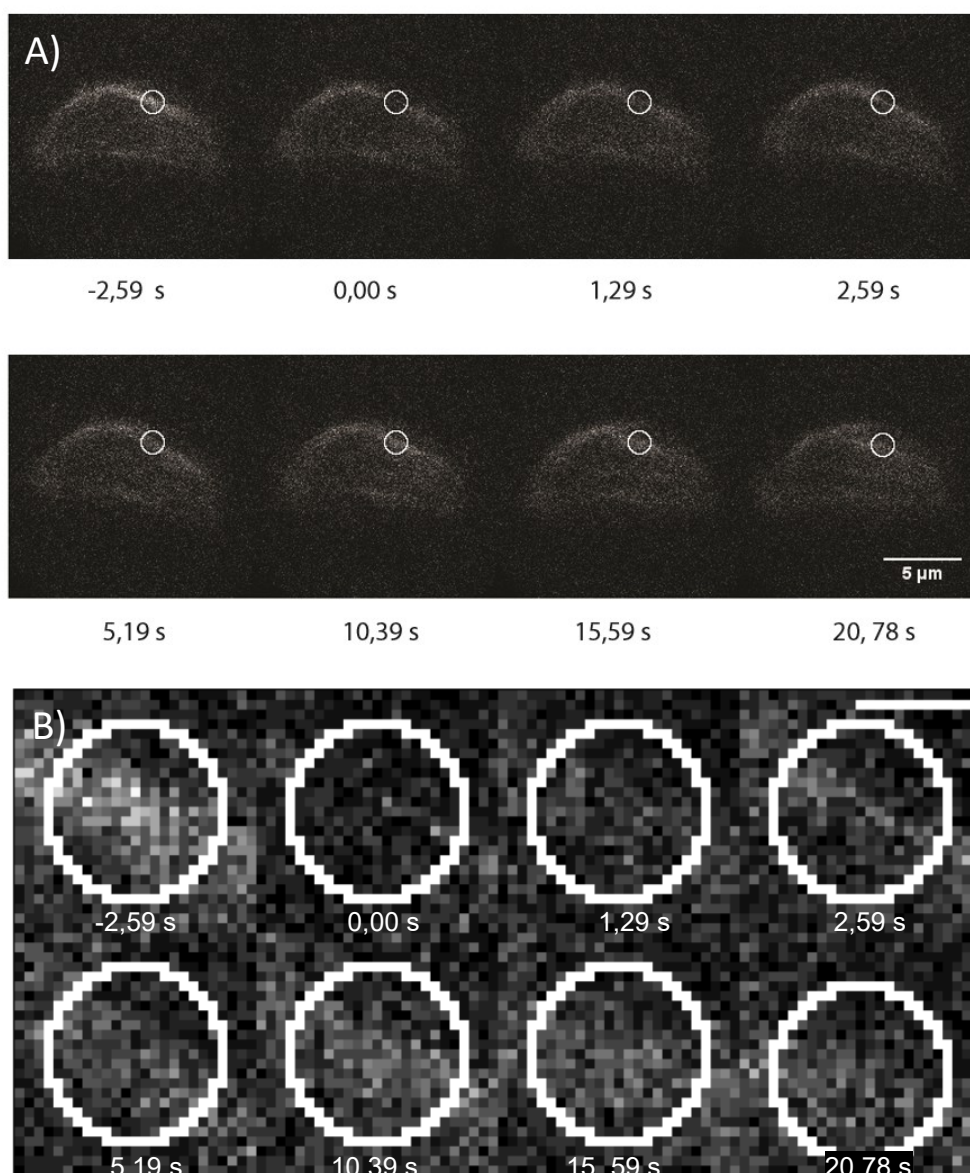 A)
-2,59 s 0,00 s 1,29 s 2,59 s
5 μm
5,19 s 10,39 s 15,59 s 20, 78 s
B)
-2,59 s 0,00 s 1,29 s 2,59 s
5,19 s 10,39 s 15,,59 s 20,78 s